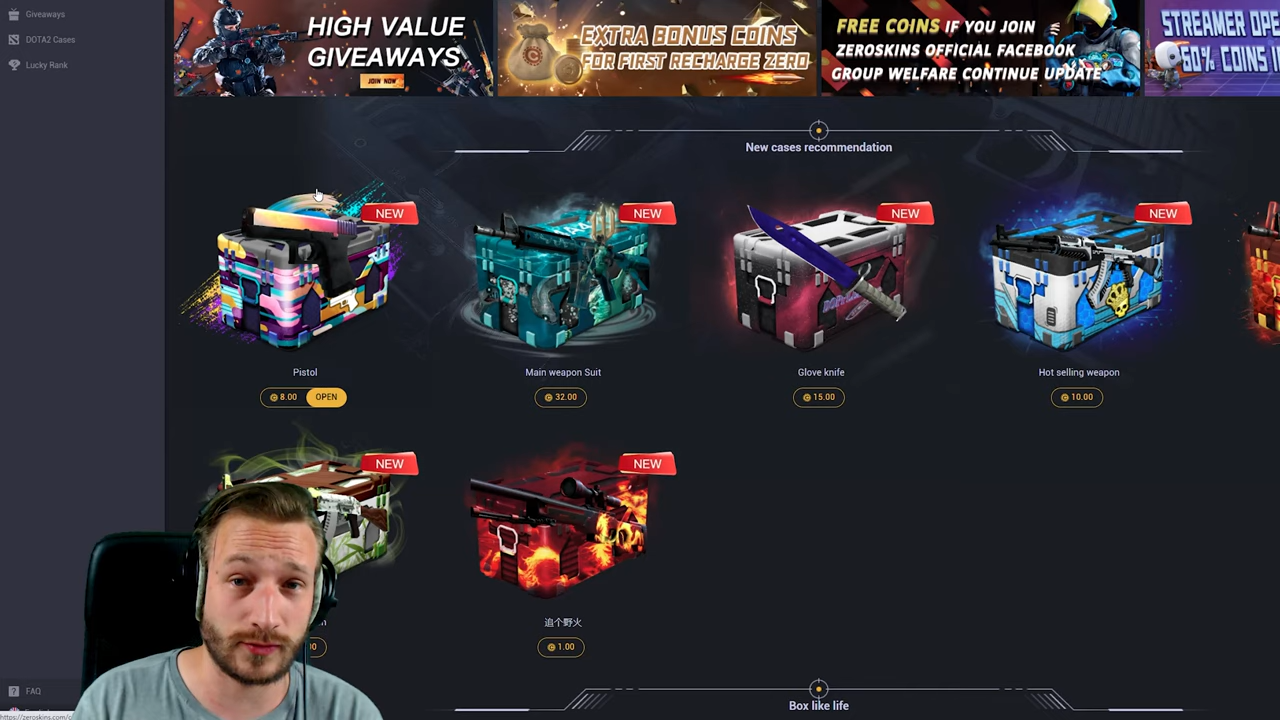 Giveaways
DOTA2 Cases
Lucky Rank
HIGH VALUE
GIVEAWAYS
JOIN NOW
EXTRA BONUS COINS
FOR FIRST RECHARGE ZERO
FREE COINS IF YOU JOIN
ZEROSKINS OFFICIAL FACEBOOK
GROUP WELFARE CONTINUE UPDATE
STREAMER OPE
60% COINS I
New cases recommendation
NEW
NEW
NEW
NEW
Pistol
Main weapon Suit
Glove knife
Hot selling weapon
8.00 OPEN
32.00
15.00
10.00
NEW
NEW
追个野火
1.00
FAQ
Box like life
https://zeroskins.com/c